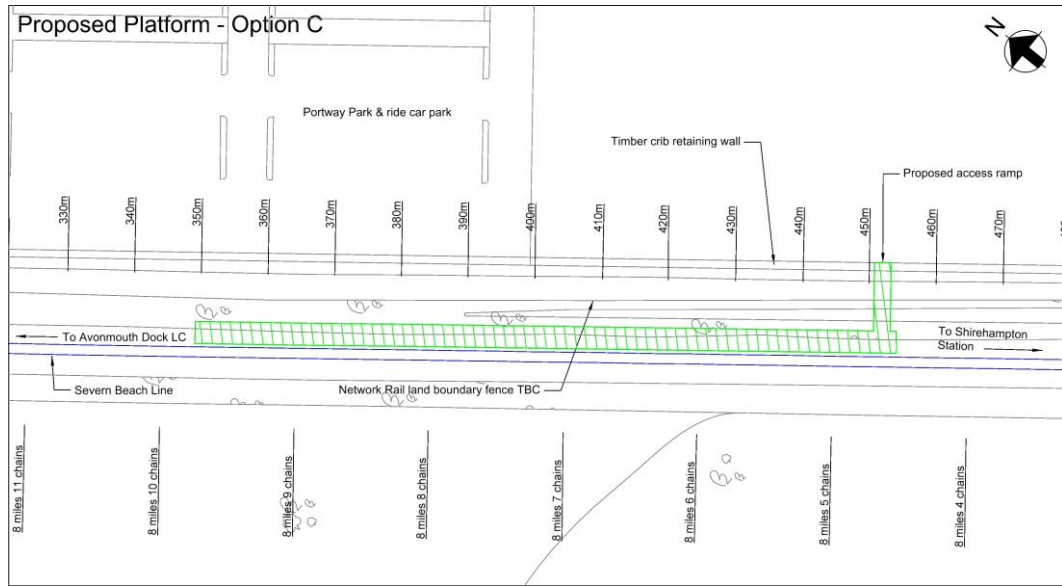 Proposed Platform - Option C
N
Portway Park & ride car park
Timber crib retaining wall
Proposed access ramp
330m
340m
350m
360m
370m
380m
390m
400m
410m
420m
430m
440m
450m
460m
470m
To Avonmouth Dock LC
To Shirehampton
Station
Severn Beach Line
Network Rail land boundary fence TBC
8 miles 11 chains
8 miles 10 chains
8 miles 9 chains
8 miles 8 chains
8 miles 7 chains
8 miles 6 chains
8 miles 5 chains
8 miles 4 chains